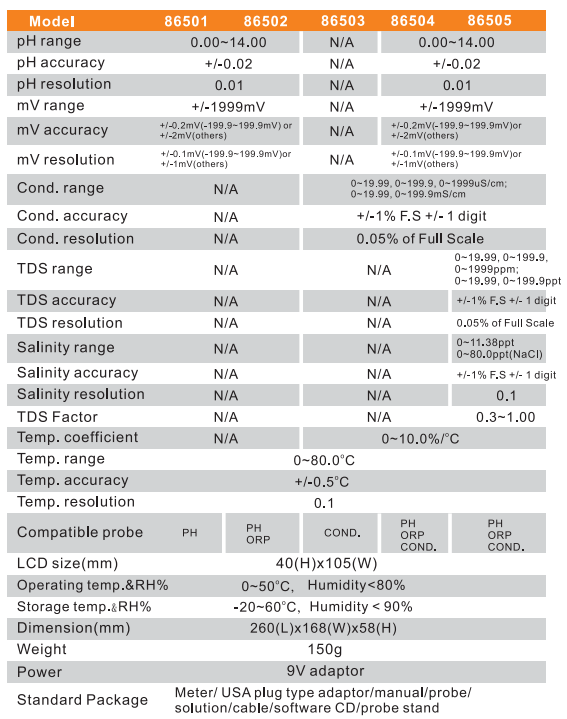 Model 86501 86502 86503 86504 86505
pH range 0.00~14.00 N/A 0.00~14.00
pH accuracy +/-0.02 N/A +/-0.02
pH resolution 0.01 N/A 0.01
mV range +/-1999mV N/A +/-1999mV
mV accuracy +/-0.2mV(-199.9~199.9mV) or N/A +/-0.2mV(-199.9~199.9mV)or
+/-2mV(others) +/-2mV(others)
mV resolution +/-0.1mV(-199.9~199.9mV)or N/A +/-0.1mV(-199.9~199.9mV)or
+/-1mV(others) +/-1mV(others)
Cond. range N/A 0~19.99, 0~199.9, 0~1999uS/cm;
0~19.99, 0~199.9mS/cm
Cond. accuracy N/A +/-1% F.S +/- 1 digit
Cond. resolution N/A 0.05% of Full Scale
TDS range N/A N/A 0~19.99, 0~199.9,
0~1999ppm;
0~19.99, 0~199.9ppt
TDS accuracy N/A N/A +/-1% F.S +/- 1 digit
TDS resolution N/A N/A 0.05% of Full Scale
Salinity range N/A N/A 0~11.38ppt
0~80.0ppt(NaCl)
Salinity accuracy N/A N/A +/-1% F.S +/- 1 digit
Salinity resolution N/A N/A 0.1
TDS Factor N/A N/A 0.3~1.00
Temp. coefficient N/A 0~10.0%/°C
Temp. range 0~80.0°C
Temp. accuracy +/-0.5°C
Temp. resolution 0.1
Compatible probe PH PH COND. PH PH
ORP ORP ORP
COND. COND.
LCD size(mm) 40(H)x105(W)
Operating temp.&RH% 0~50°C, Humidity<80%
Storage temp.&RH% -20~60°C, Humidity < 90%
Dimension(mm) 260(L)x168(W)x58(H)
Weight 150g
Power 9V adaptor
Standard Package Meter/ USA plug type adaptor/manual/probe/
solution/cable/software CD/probe stand